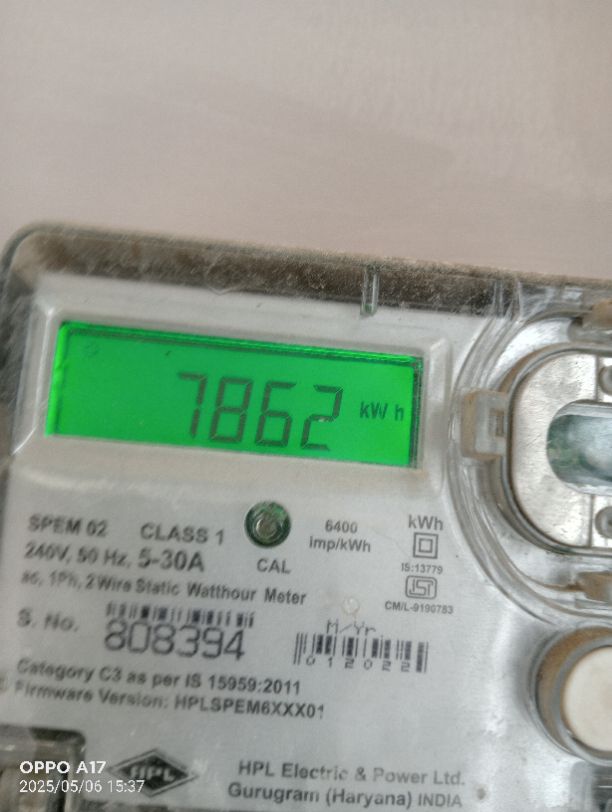 7862 kWh
SPEM 02 CLASS 1
6400
imp/kWh
kWh
240V, 50 Hz, 5-30A
CAL
IS:13779
ISI
CM/L-9190783
ac, 1Ph, 2 Wire Static Watthour Meter
S. No. 808394
M/Yr
012022
Category C3 as per IS 15959:2011
Firmware Version: HPLSPEM6XXX01
HPL
HPL Electric & Power Ltd.
Gurugram (Haryana) INDIA
OPPO A17
2025/05/06 15:37